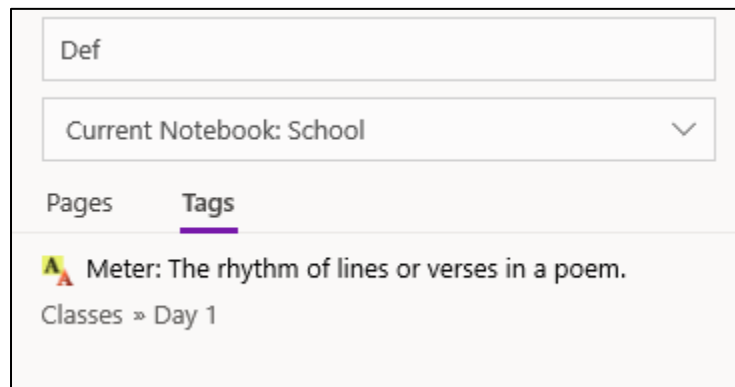 Def
Current Notebook: School
Pages Tags
Meter: The rhythm of lines or verses in a poem.
Classes » Day 1